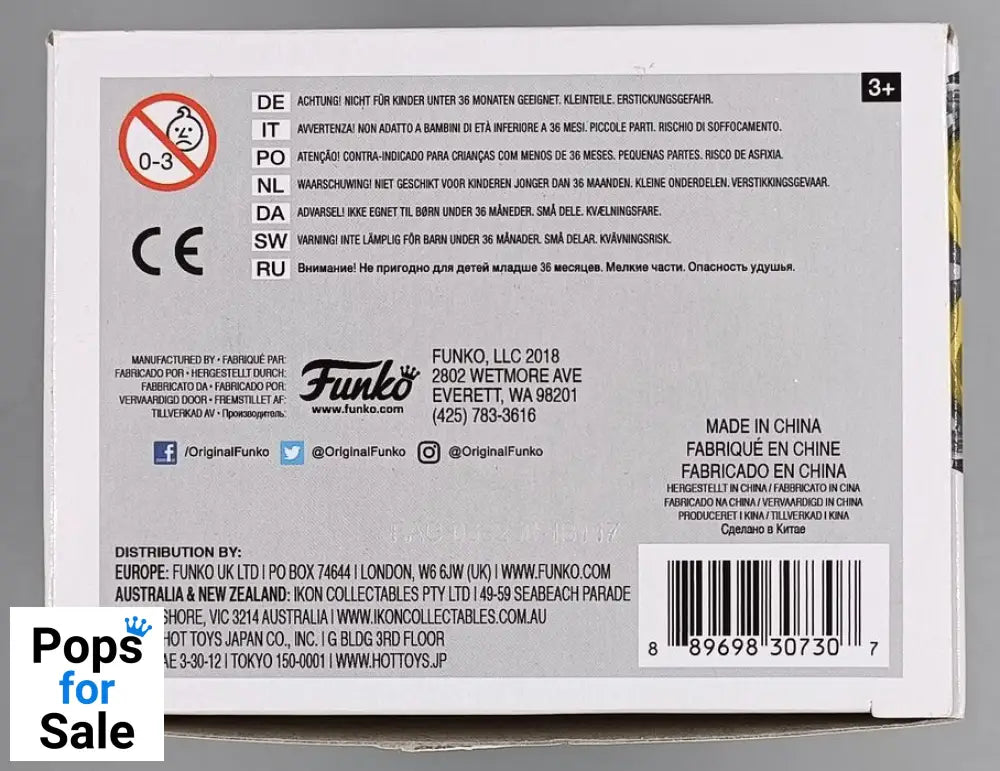 3+
0-3
DE ACHTUNG! NICHT FÜR KINDER UNTER 36 MONATEN GEEIGNET. KLEINTEILE. ERSTICKUNGSGEFAHR.
IT AVVERTENZA! NON ADATTO A BAMBINI DI ETÀ INFERIORE A 36 MESI. PICCOLE PARTI. RISCHIO DI SOFFOCAMENTO.
PO ATENÇÃO! CONTRA-INDICADO PARA CRIANÇAS COM MENOS DE 36 MESES. PEQUENAS PARTES. RISCO DE ASFIXIA.
NL WAARSCHUWING! NIET GESCHIKT VOOR KINDEREN JONGER DAN 36 MAANDEN. KLEINE ONDERDELEN. VERSTIKKINGSGEVAAR.
DA ADVARSEL! IKKE EGNET TIL BØRN UNDER 36 MÅNEDER. SMÅ DELE. KVÆLNINGSFARE.
SW VARNING! INTE LÄMPLIG FÖR BARN UNDER 36 MÅNADER. SMÅ DELAR. KVÄVNINGSRISK.
RU Внимание! Не пригодно для детей младше 36 месяцев. Мелкие части. Опасность удушья.
CE
MANUFACTURED BY • FABRIQUÉ PAR:
FABRICADO POR • HERGESTELLT DURCH:
FABBRICATO DA • FABRICADO POR:
VERVAARDIGD DOOR • FREMSTILLET AF:
TILLVERKAD AV • Производитель:
Funko
www.funko.com
FUNKO, LLC 2018
2802 WETMORE AVE
EVERETT, WA 98201
(425) 783-3616
/OriginalFunko @OriginalFunko @OriginalFunko
MADE IN CHINA
FABRIQUÉ EN CHINE
FABRICADO EN CHINA
HERGESTELLT IN CHINA / FABBRICATO IN CINA
FABRICADO NA CHINA / VERVAARDIGD IN CHINA
PRODUCERET I KINA / TILLVERKAD I KINA
Сделано в Китае
DISTRIBUTION BY:
EUROPE: FUNKO UK LTD | PO BOX 74644 | LONDON, W6 6JW (UK) | WWW.FUNKO.COM
AUSTRALIA & NEW ZEALAND: IKON COLLECTABLES PTY LTD | 49-59 SEABEACH PARADE
SHORE, VIC 3214 AUSTRALIA | WWW.IKONCOLLECTABLES.COM.AU
HOT TOYS JAPAN CO., INC. | G BLDG 3RD FLOOR
3-30-12 | TOKYO 150-0001 | WWW.HOTTOYS.JP
8 89698 30730 7
Pops
for
Sale